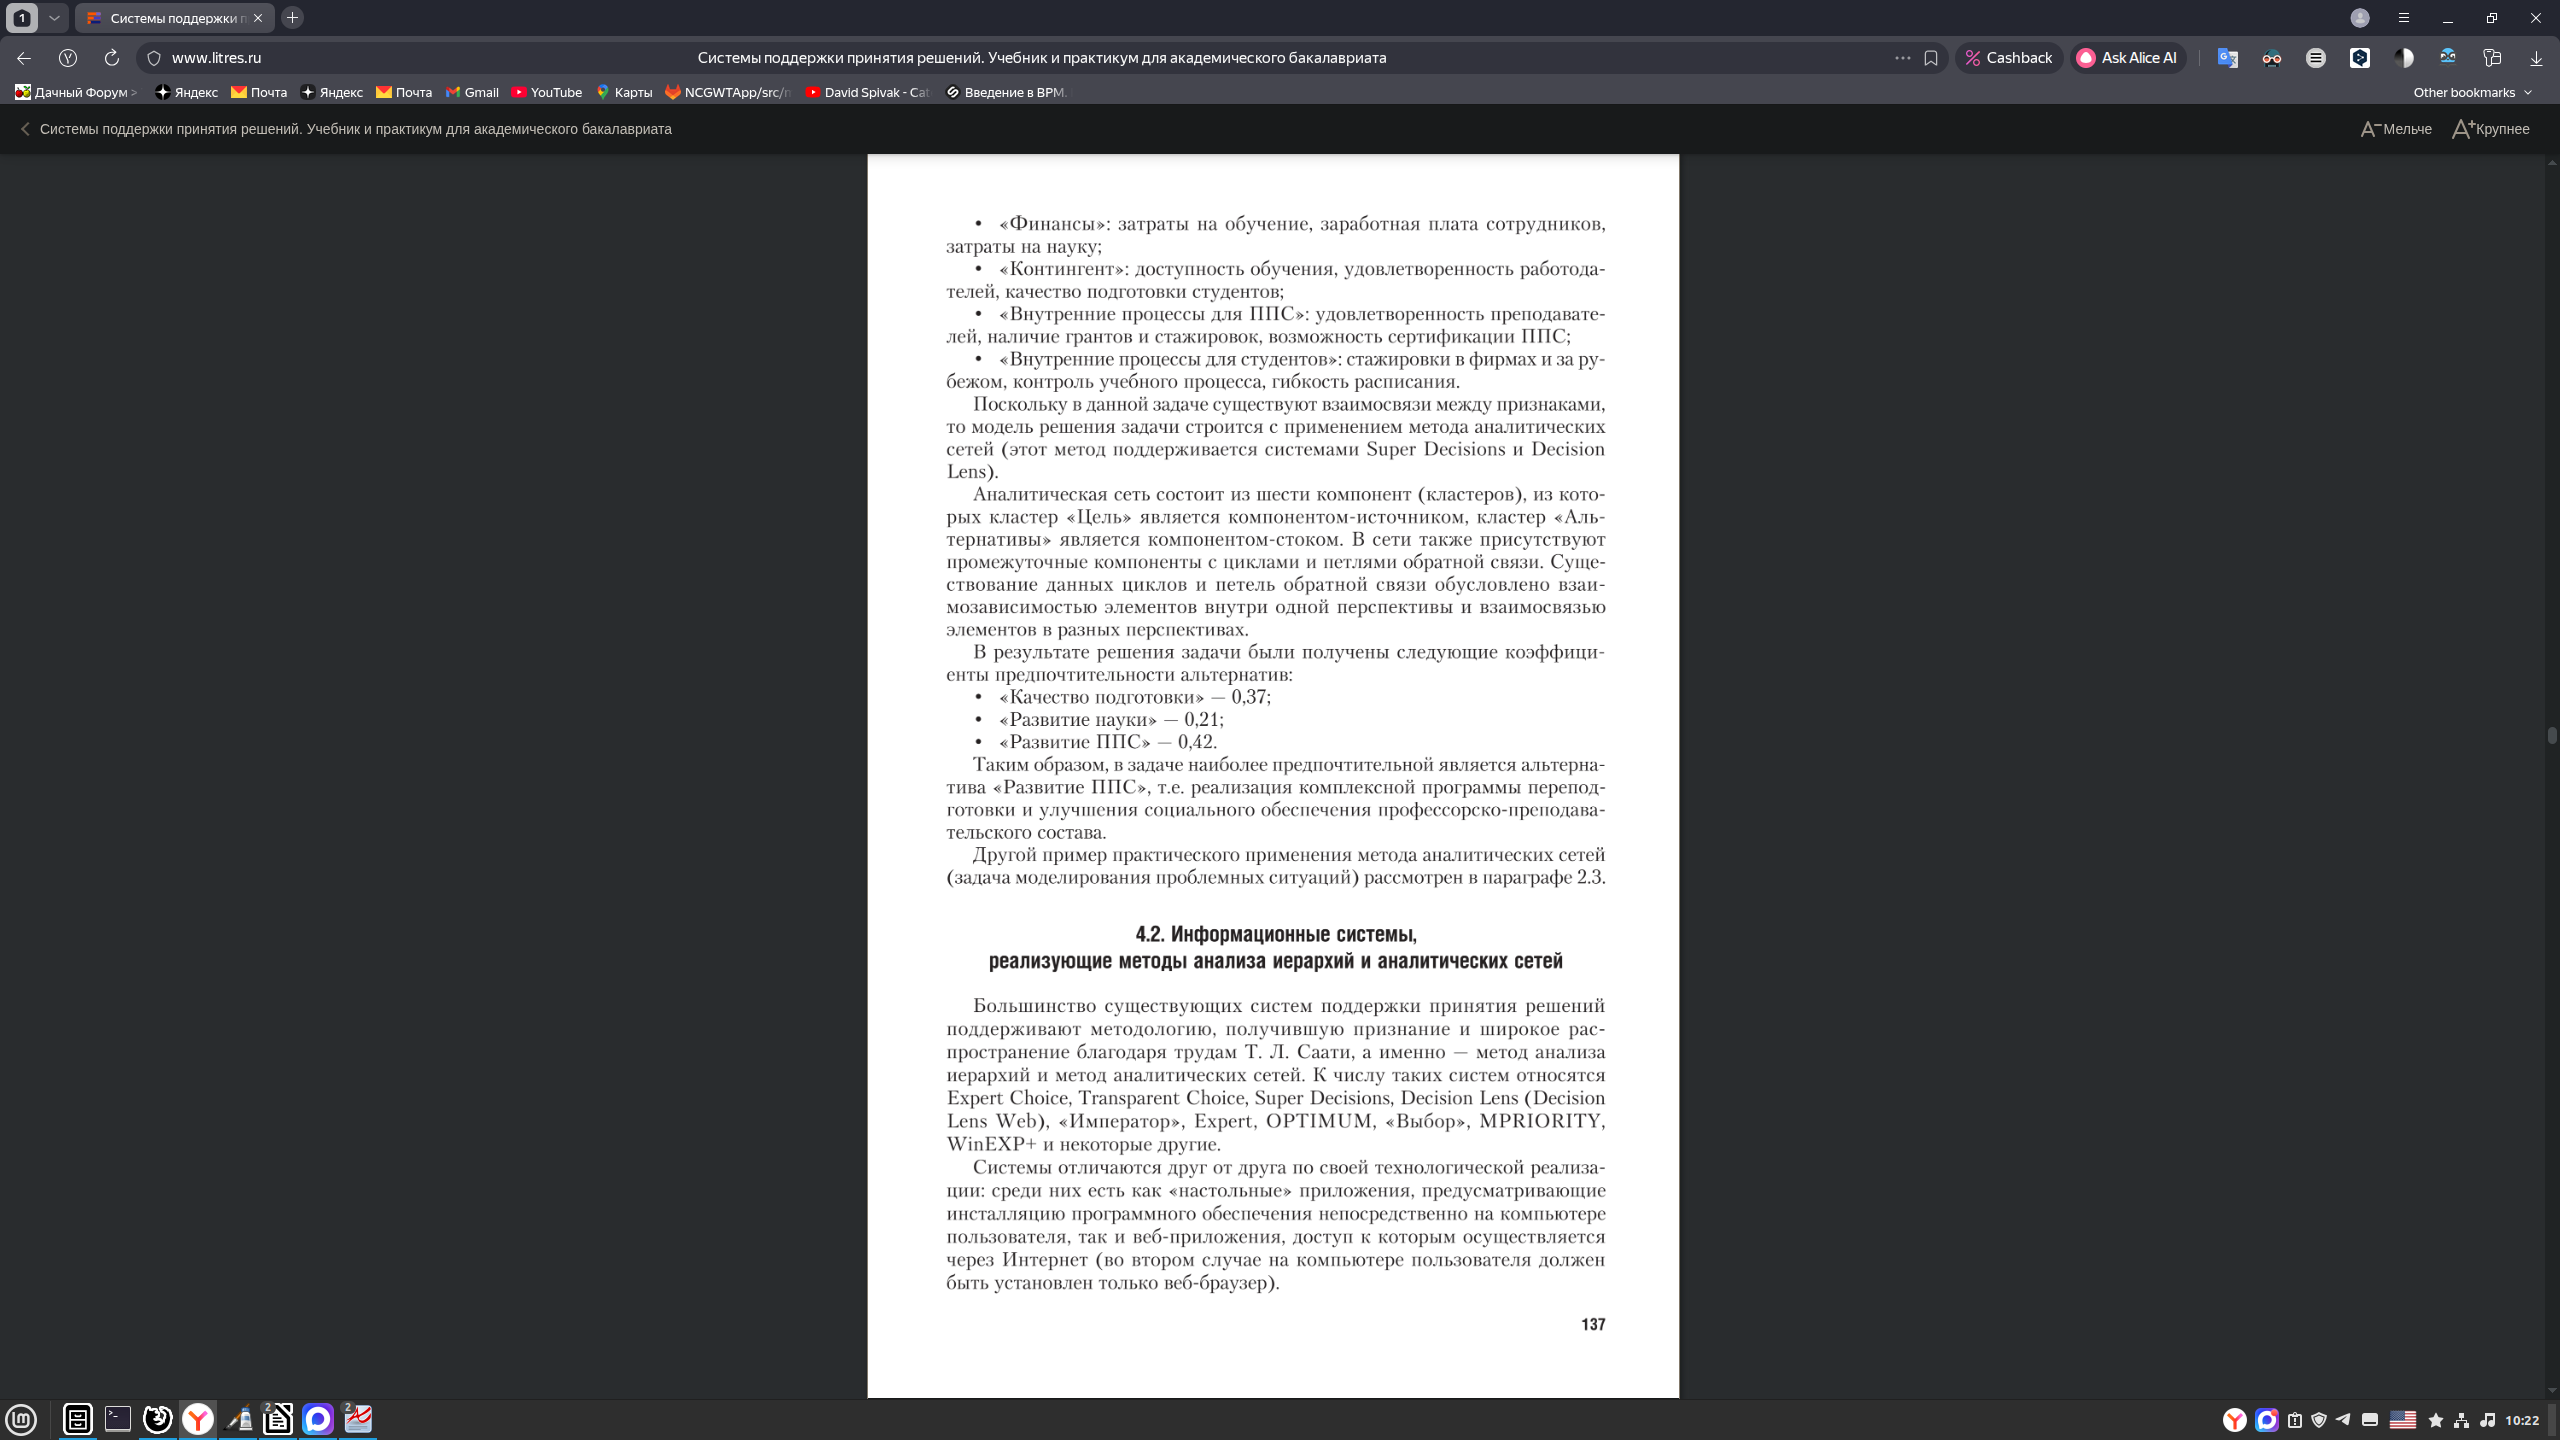 1
Системы поддержки п
www.litres.ru
Системы поддержки принятия решений. Учебник и практикум для академического бакалавриата
Cashback
Ask Alice AI
Дачный Форум >
Яндекс
Почта
Яндекс
Почта
Gmail
YouTube
Карты
NCGWTApp/src/
David Spivak - Cat
Введение в BPM.
Other bookmarks
Системы поддержки принятия решений. Учебник и практикум для академического бакалавриата
A− Мельче
A+ Крупнее
• «Финансы»: затраты на обучение, заработная плата сотрудников,
затраты на науку;
• «Контингент»: доступность обучения, удовлетворенность работода-
телей, качество подготовки студентов;
• «Внутренние процессы для ППС»: удовлетворенность преподавате-
лей, наличие грантов и стажировок, возможность сертификации ППС;
• «Внутренние процессы для студентов»: стажировки в фирмах и за ру-
бежом, контроль учебного процесса, гибкость расписания.
Поскольку в данной задаче существуют взаимосвязи между признаками,
то модель решения задачи строится с применением метода аналитических
сетей (этот метод поддерживается системами Super Decisions и Decision
Lens).
Аналитическая сеть состоит из шести компонент (кластеров), из кото-
рых кластер «Цель» является компонентом-источником, кластер «Аль-
тернативы» является компонентом-стоком. В сети также присутствуют
промежуточные компоненты с циклами и петлями обратной связи. Суще-
ствование данных циклов и петель обратной связи обусловлено взаи-
мозависимостью элементов внутри одной перспективы и взаимосвязью
элементов в разных перспективах.
В результате решения задачи были получены следующие коэффици-
енты предпочтительности альтернатив:
• «Качество подготовки» — 0,37;
• «Развитие науки» — 0,21;
• «Развитие ППС» — 0,42.
Таким образом, в задаче наиболее предпочтительной является альтерна-
тива «Развитие ППС», т.е. реализация комплексной программы перепод-
готовки и улучшения социального обеспечения профессорско-преподава-
тельского состава.
Другой пример практического применения метода аналитических сетей
(задача моделирования проблемных ситуаций) рассмотрен в параграфе 2.3.
4.2. Информационные системы,
реализующие методы анализа иерархий и аналитических сетей
Большинство существующих систем поддержки принятия решений
поддерживают методологию, получившую признание и широкое рас-
пространение благодаря трудам Т. Л. Саати, а именно — метод анализа
иерархий и метод аналитических сетей. К числу таких систем относятся
Expert Choice, Transparent Choice, Super Decisions, Decision Lens (Decision
Lens Web), «Император», Expert, OPTIMUM, «Выбор», MPRIORITY,
WinEXP+ и некоторые другие.
Системы отличаются друг от друга по своей технологической реализа-
ции: среди них есть как «настольные» приложения, предусматривающие
инсталляцию программного обеспечения непосредственно на компьютере
пользователя, так и веб-приложения, доступ к которым осуществляется
через Интернет (во втором случае на компьютере пользователя должен
быть установлен только веб-браузер).
137
2
2
10:22